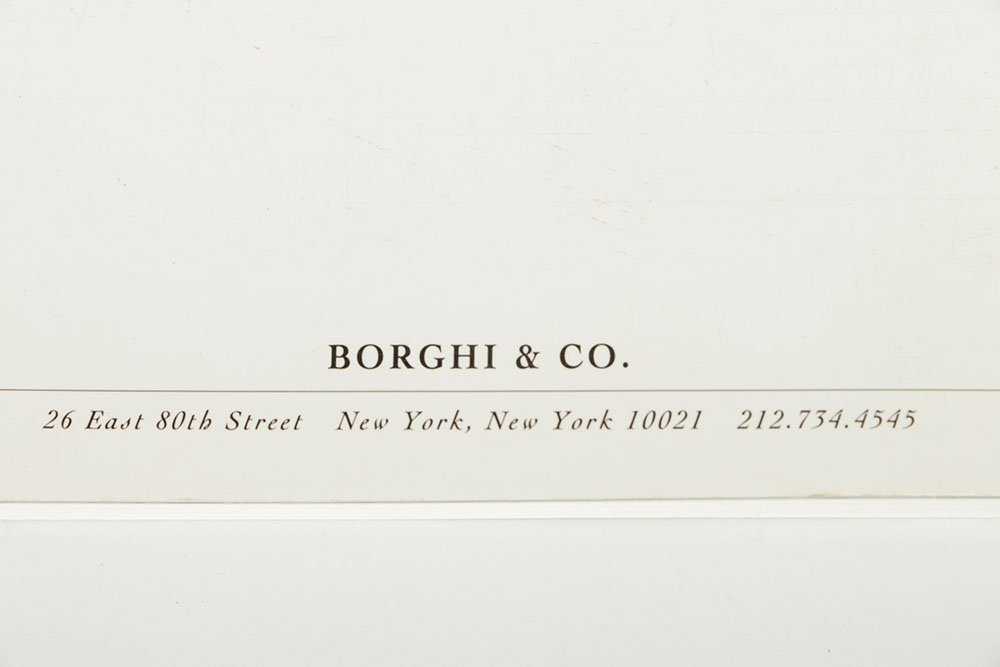 BORGHI & CO.
26 East 80th Street New York, New York 10021 212.734.4545